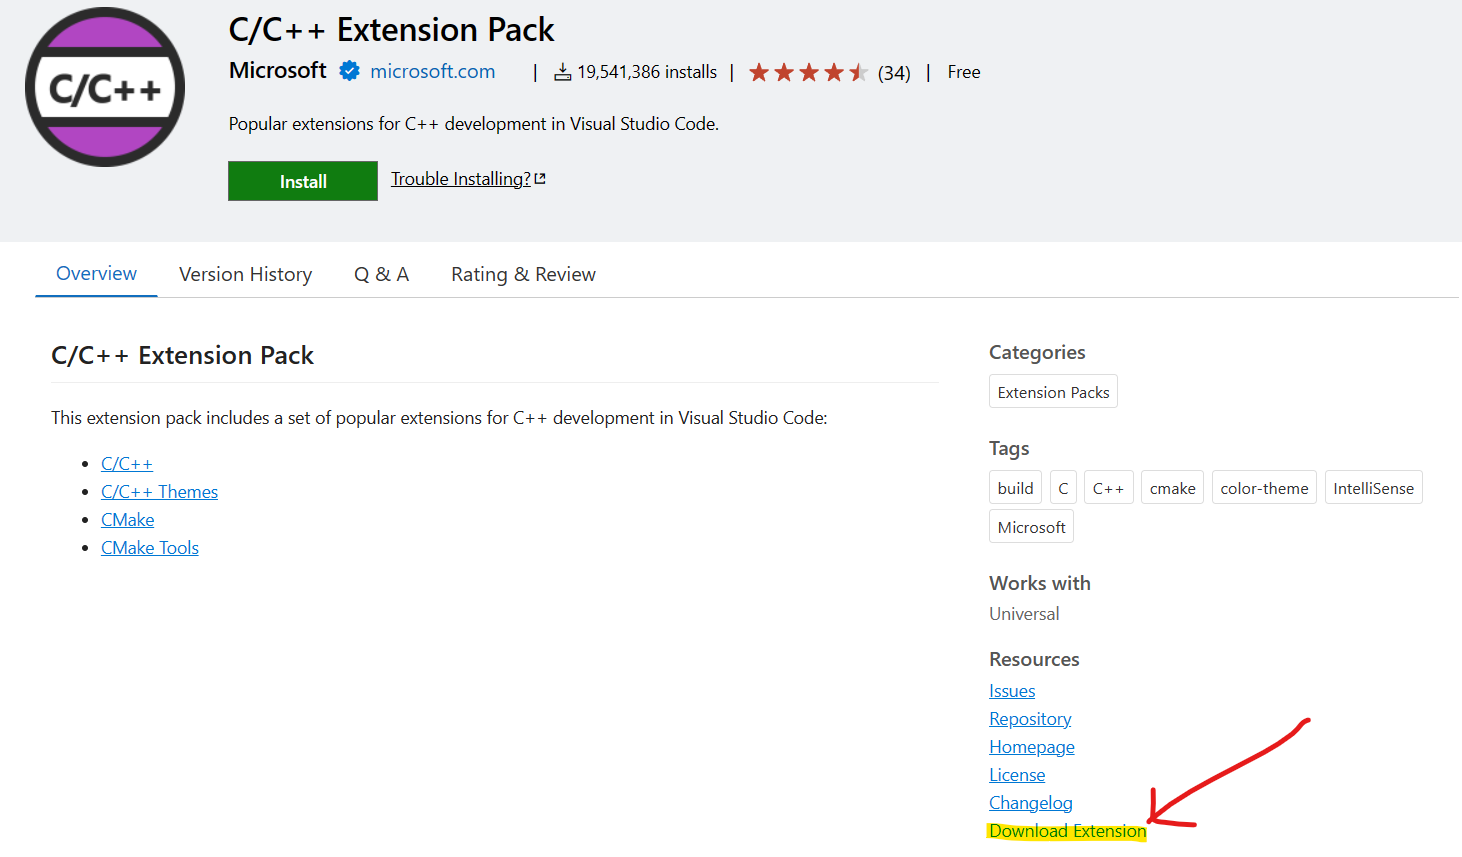 C/C++
C/C++ Extension Pack
Microsoft microsoft.com | 19,541,386 installs | (34) | Free
Popular extensions for C++ development in Visual Studio Code.
Install Trouble Installing?
Overview Version History Q & A Rating & Review
C/C++ Extension Pack
This extension pack includes a set of popular extensions for C++ development in Visual Studio Code:
C/C++
C/C++ Themes
CMake
CMake Tools
Categories
Extension Packs
Tags
build C C++ cmake color-theme IntelliSense
Microsoft
Works with
Universal
Resources
Issues
Repository
Homepage
License
Changelog
Download Extension